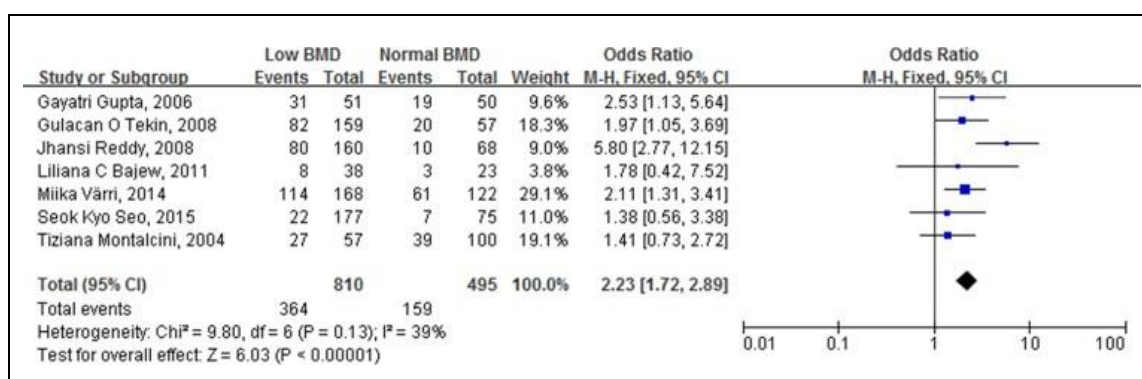 Low BMD Normal BMD Odds Ratio Odds Ratio
Study or Subgroup Events Total Events Total Weight M-H, Fixed, 95% CI M-H, Fixed, 95% CI
Gayatri Gupta, 2006 31 51 19 50 9.6% 2.53 [1.13, 5.64]
Gulacan O Tekin, 2008 82 159 20 57 18.3% 1.97 [1.05, 3.69]
Jhansi Reddy, 2008 80 160 10 68 9.0% 5.80 [2.77, 12.15]
Liliana C Bajew, 2011 8 38 3 23 3.8% 1.78 [0.42, 7.52]
Miika Värri, 2014 114 168 61 122 29.1% 2.11 [1.31, 3.41]
Seok Kyo Seo, 2015 22 177 7 75 11.0% 1.38 [0.56, 3.38]
Tiziana Montalcini, 2004 27 57 39 100 19.1% 1.41 [0.73, 2.72]
Total (95% CI) 810 495 100.0% 2.23 [1.72, 2.89]
Total events 364 159
Heterogeneity: Chi² = 9.80, df = 6 (P = 0.13); I² = 39%
Test for overall effect: Z = 6.03 (P < 0.00001)
0.01 0.1 1 10 100